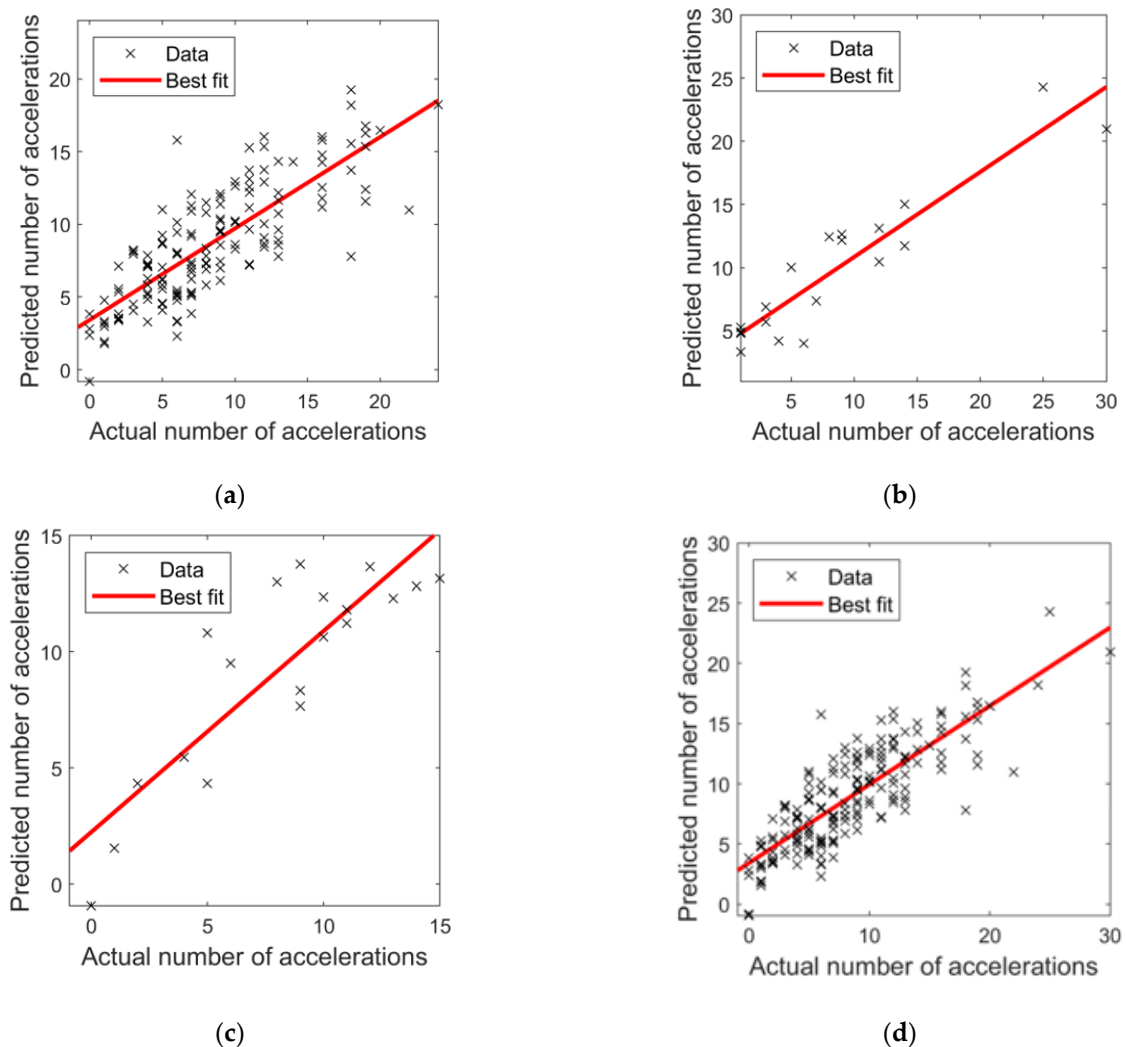 Data
Best fit
20
15
10
5
0
Predicted number of accelerations
0 5 10 15 20
Actual number of accelerations
(a)
Data
Best fit
30
25
20
15
10
5
Predicted number of accelerations
5 10 15 20 25 30
Actual number of accelerations
(b)
Data
Best fit
15
10
5
0
Predicted number of accelerations
0 5 10 15
Actual number of accelerations
(c)
Data
Best fit
30
25
20
15
10
5
0
Predicted number of accelerations
0 10 20 30
Actual number of accelerations
(d)